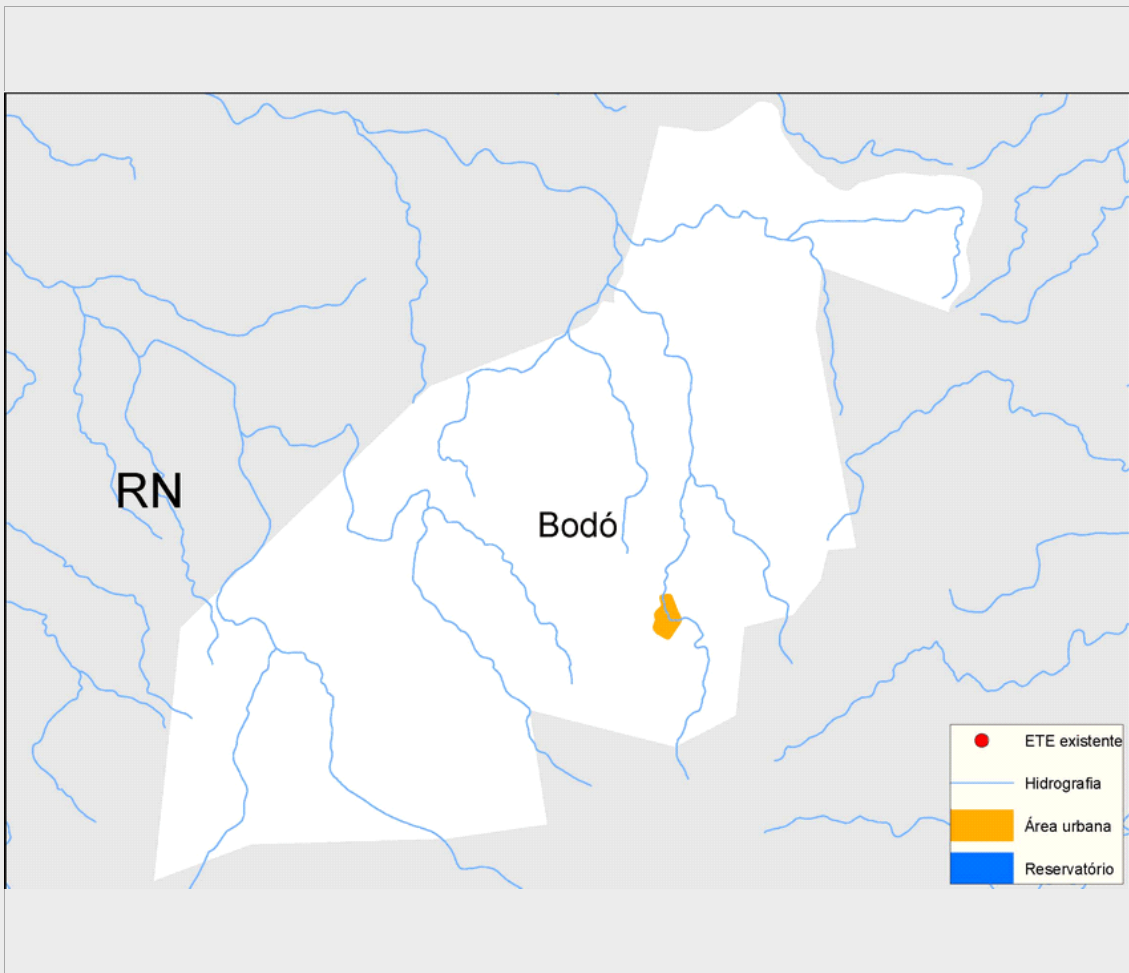 RN
Bodó
ETE existente
Hidrografia
Área urbana
Reservatório